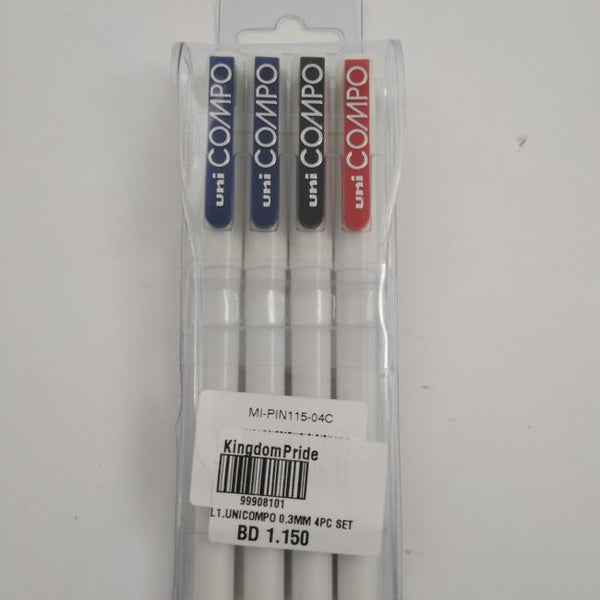 uni COMPO
uni COMPO
uni COMPO
uni COMPO
MI-PIN115-04C
KingdomPride
99908101
L1.UNICOMPO 0.3MM 4PC SET
BD 1.150